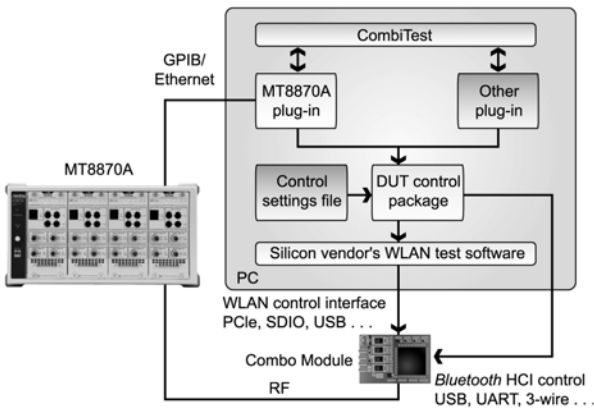 CombiTest
GPIB/
Ethernet
MT8870A
plug-in
Other
plug-in
MT8870A
Control
settings file
DUT control
package
Silicon vendor's WLAN test software
PC
WLAN control interface
PCIe, SDIO, USB . . .
Combo Module
Bluetooth HCI control
USB, UART, 3-wire . . .
RF